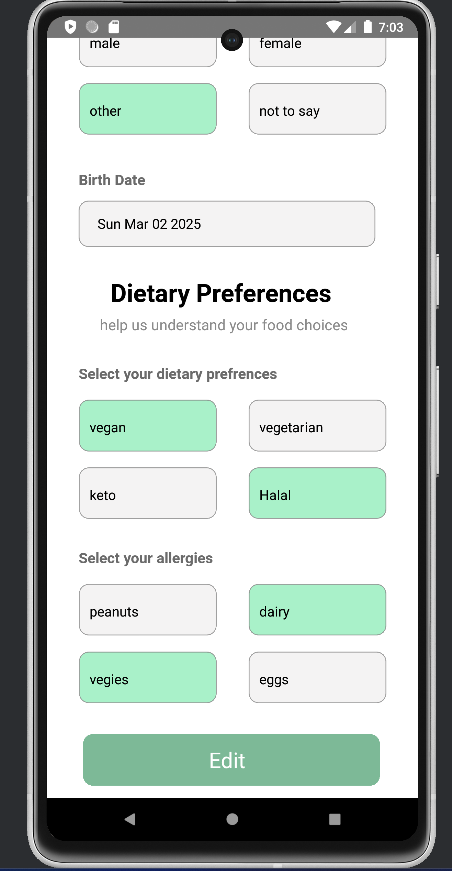 7:03
male female
other not to say
Birth Date
Sun Mar 02 2025
Dietary Preferences
help us understand your food choices
Select your dietary prefrences
vegan vegetarian
keto Halal
Select your allergies
peanuts dairy
vegies eggs
Edit